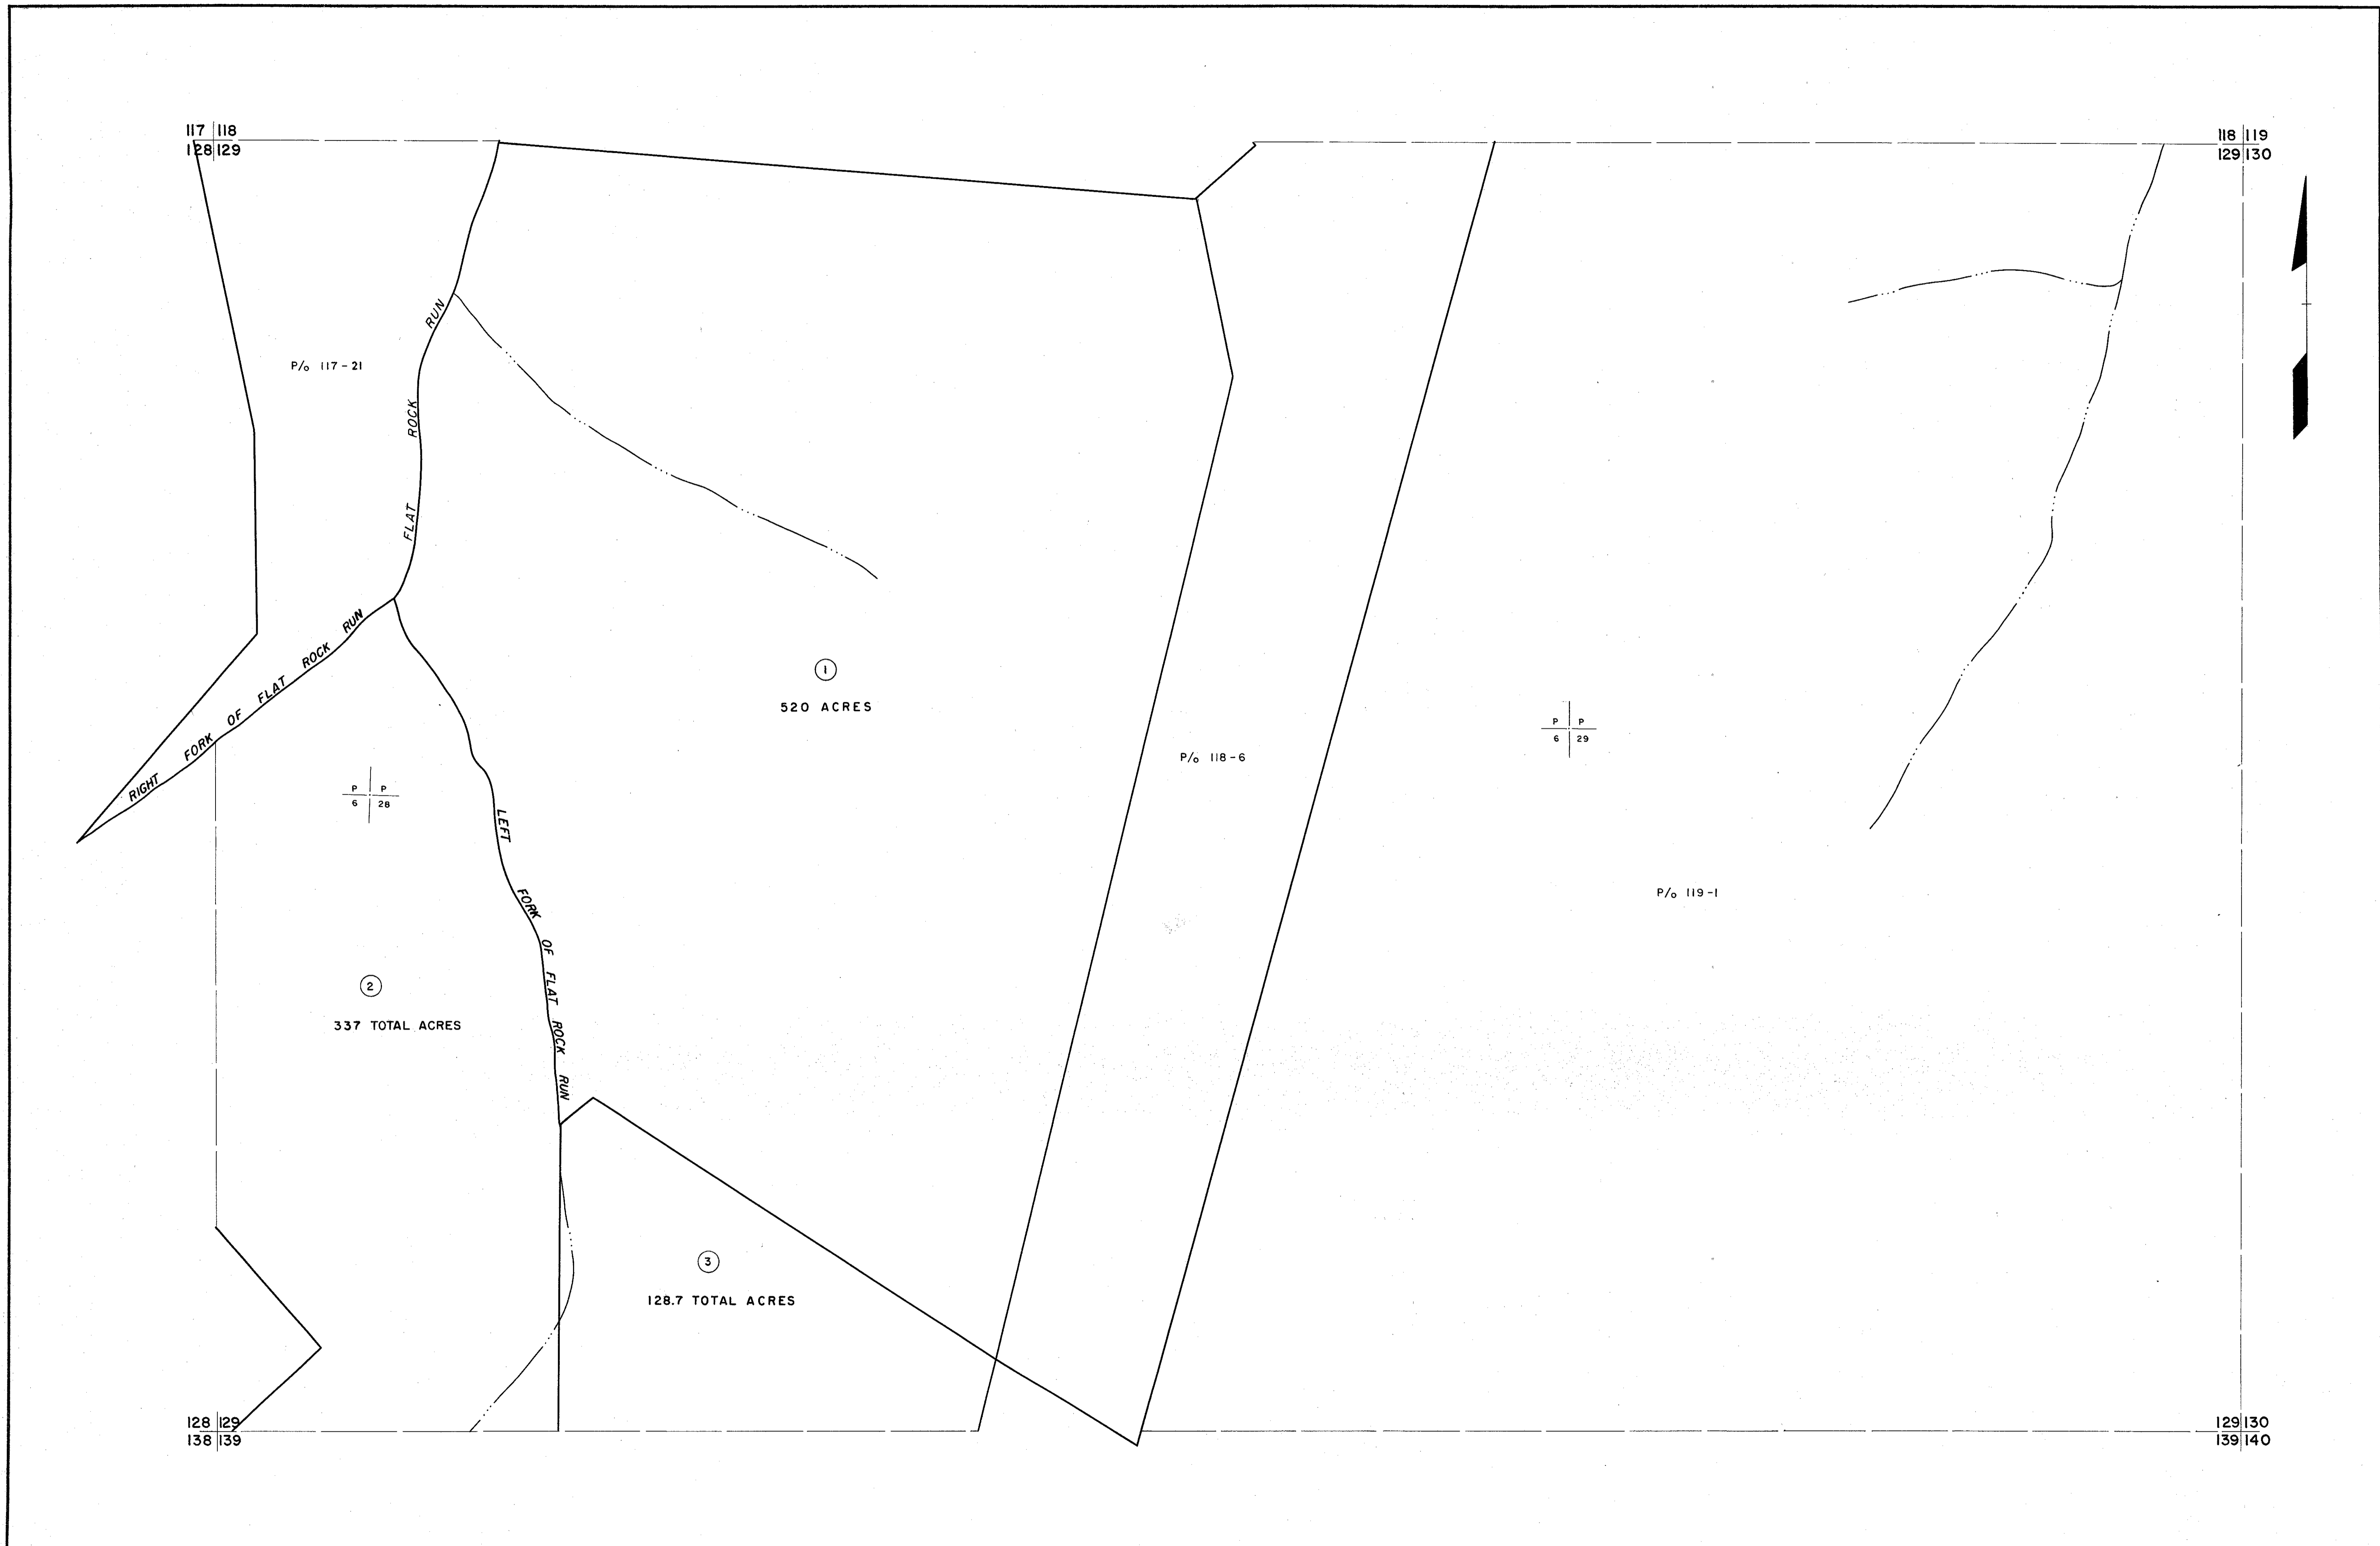 117 118
128 129
118 119
129 130
RUN
ROCK
FLAT
P/o 117-21
RIGHT FORK OF FLAT ROCK RUN
1
520 ACRES
P P
6 29
P/o 118-6
P P
6 28
LEFT FORK OF FLAT ROCK RUN
P/o 119-1
2
337 TOTAL ACRES
3
128.7 TOTAL ACRES
128 129
138 139
129 130
139 140